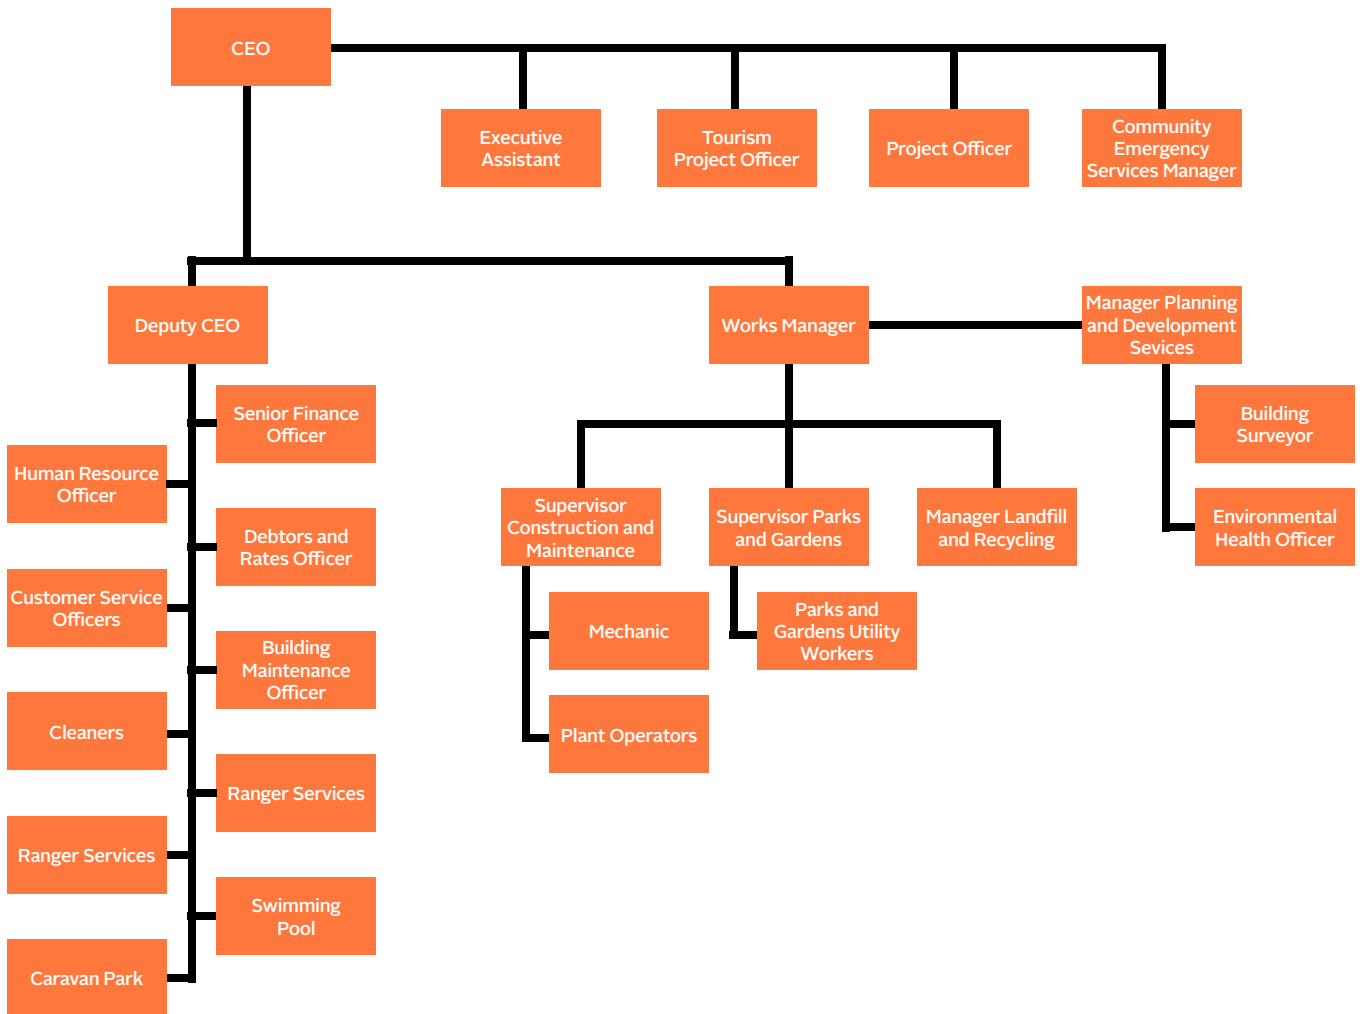 CEO
Executive
Assistant
Tourism
Project Officer
Project Officer
Community
Emergency
Services Manager
Deputy CEO
Works Manager
Manager Planning
and Development
Sevices
Senior Finance
Officer
Human Resource
Officer
Debtors and
Rates Officer
Customer Service
Officers
Building
Maintenance
Officer
Cleaners
Ranger Services
Ranger Services
Swimming
Pool
Caravan Park
Supervisor
Construction and
Maintenance
Mechanic
Plant Operators
Supervisor Parks
and Gardens
Parks and
Gardens Utility
Workers
Manager Landfill
and Recycling
Building
Surveyor
Environmental
Health Officer